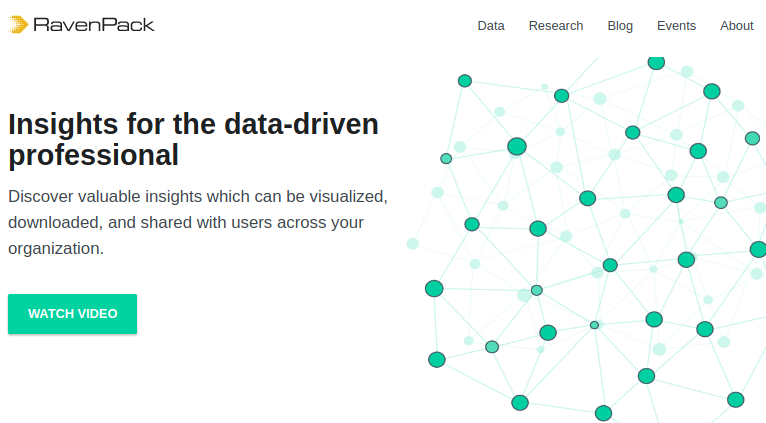 RavenPack
Data Research Blog Events About
Insights for the data-driven
professional
Discover valuable insights which can be visualized,
downloaded, and shared with users across your
organization.
WATCH VIDEO